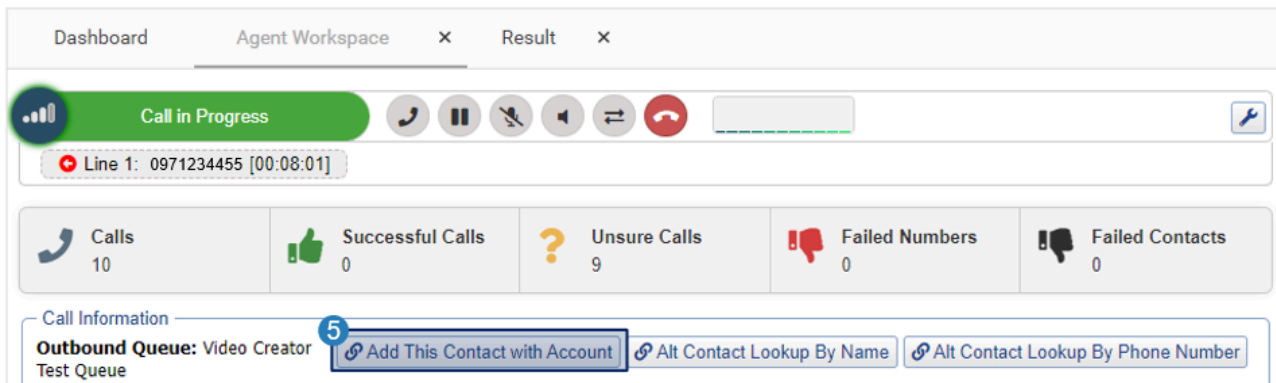 Dashboard Agent Workspace × Result ×
Call in Progress
Line 1: 0971234455 [00:08:01]
Calls Successful Calls Unsure Calls Failed Numbers Failed Contacts
10 0 9 0 0
Call Information
5
Outbound Queue: Video Creator Add This Contact with Account Alt Contact Lookup By Name Alt Contact Lookup By Phone Number
Test Queue